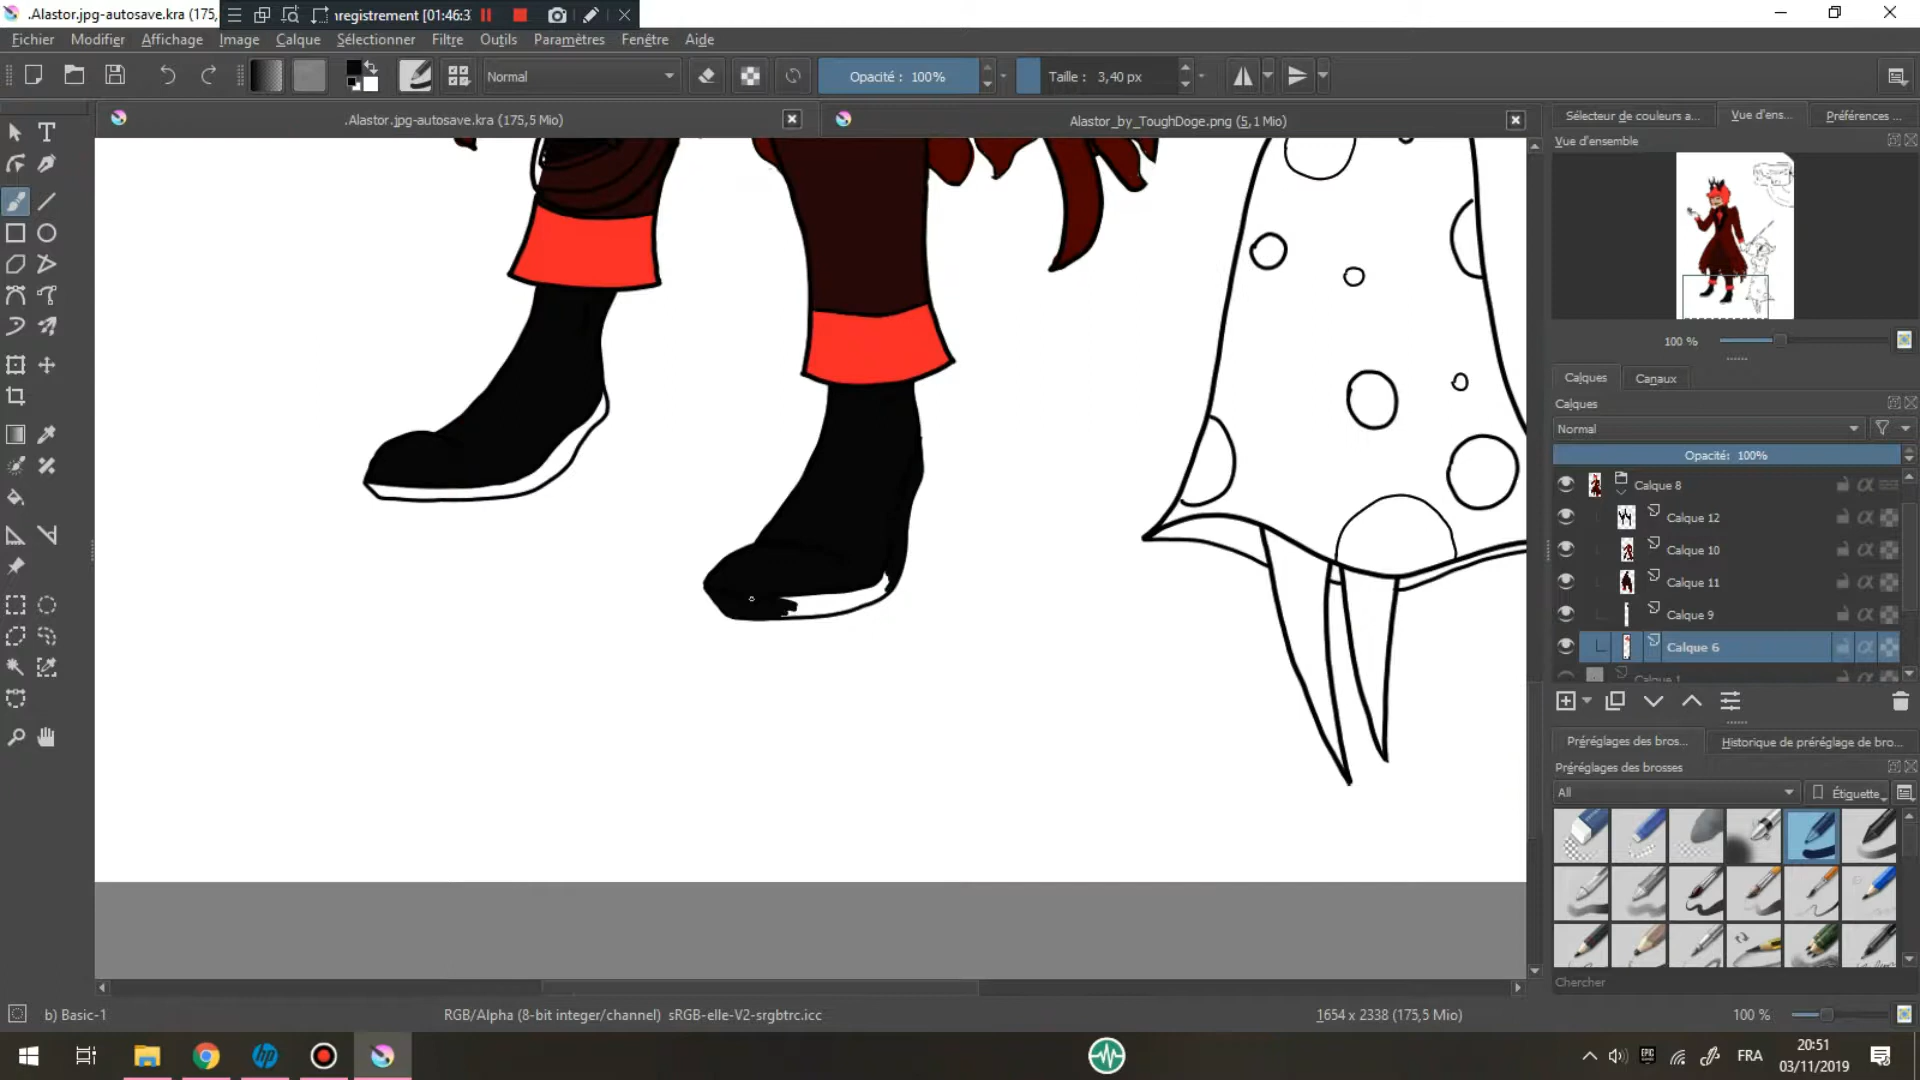 .Alastor.jpg-autosave.kra (175,
nregistrement [01:46:3
Fichier
Modifier
Affichage
Image
Calque
Sélectionner
Filtre
Outils
Paramètres
Fenêtre
Aide
Normal
Opacité : 100%
Taille : 3,40 px
.Alastor.jpg-autosave.kra (175,5 Mio)
Alastor_by_ToughDoge.png (5,1 Mio)
Sélecteur de couleurs a...
Vue d'ens...
Préférences ...
Vue d'ensemble
100 %
Calques
Canaux
Calques
Normal
Opacité: 100%
Calque 8
Calque 12
Calque 10
Calque 11
Calque 9
Calque 6
Calque 1
Préréglages des bros...
Historique de préréglage de bro...
Préréglages des brosses
All
Étiquette
Chercher
b) Basic-1
RGB/Alpha (8-bit integer/channel) sRGB-elle-V2-srgbtrc.icc
1654 x 2338 (175,5 Mio)
100 %
hp
EPIC
FRA
20:51
03/11/2019